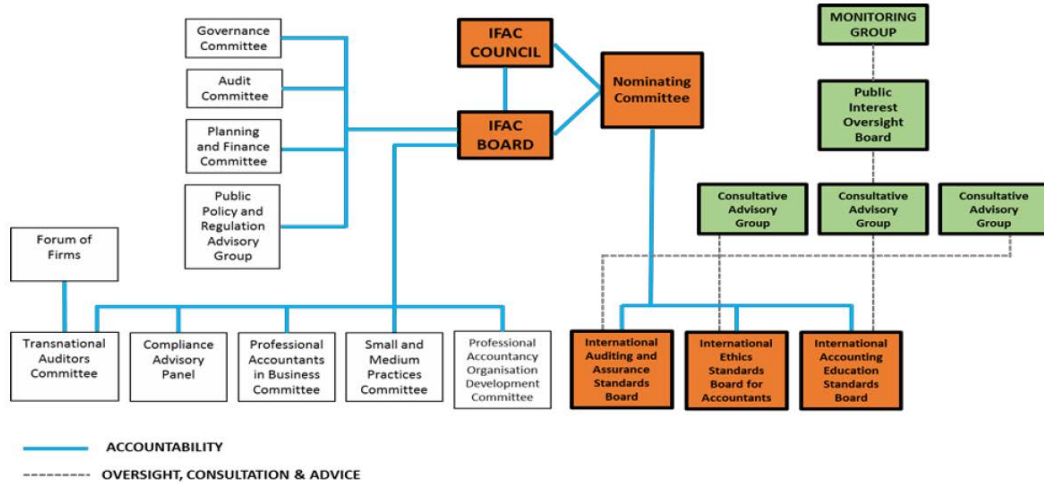 IFAC
COUNCIL
MONITORING
GROUP
Governance
Committee
Nominating
Committee
Audit
Committee
Public
Interest
Oversight
Board
IFAC
BOARD
Planning
and Finance
Committee
Public
Policy and
Regulation
Advisory
Group
Consultative
Advisory
Group
Consultative
Advisory
Group
Consultative
Advisory
Group
Forum of
Firms
Transnational
Auditors
Committee
Compliance
Advisory
Panel
Professional
Accountants
in Business
Committee
Small and
Medium
Practices
Committee
Professional
Accountancy
Organisation
Development
Committee
International
Auditing and
Assurance
Standards
Board
International
Ethics
Standards
Board for
Accountants
International
Accounting
Education
Standards
Board
ACCOUNTABILITY
OVERSIGHT, CONSULTATION & ADVICE